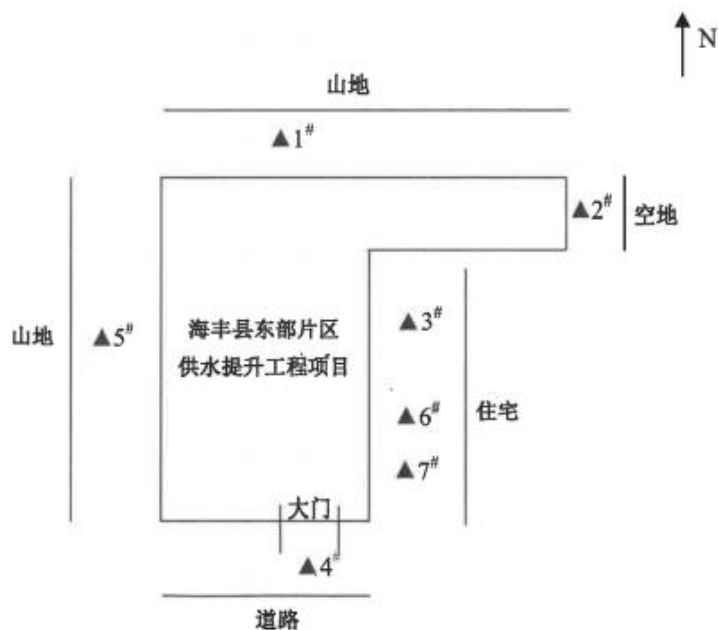 N
山地
▲1#
▲2#
空地
山地
▲5#
海丰县东部片区
供水提升工程项目
▲3#
▲6#
▲7#
住宅
大门
▲4#
道路